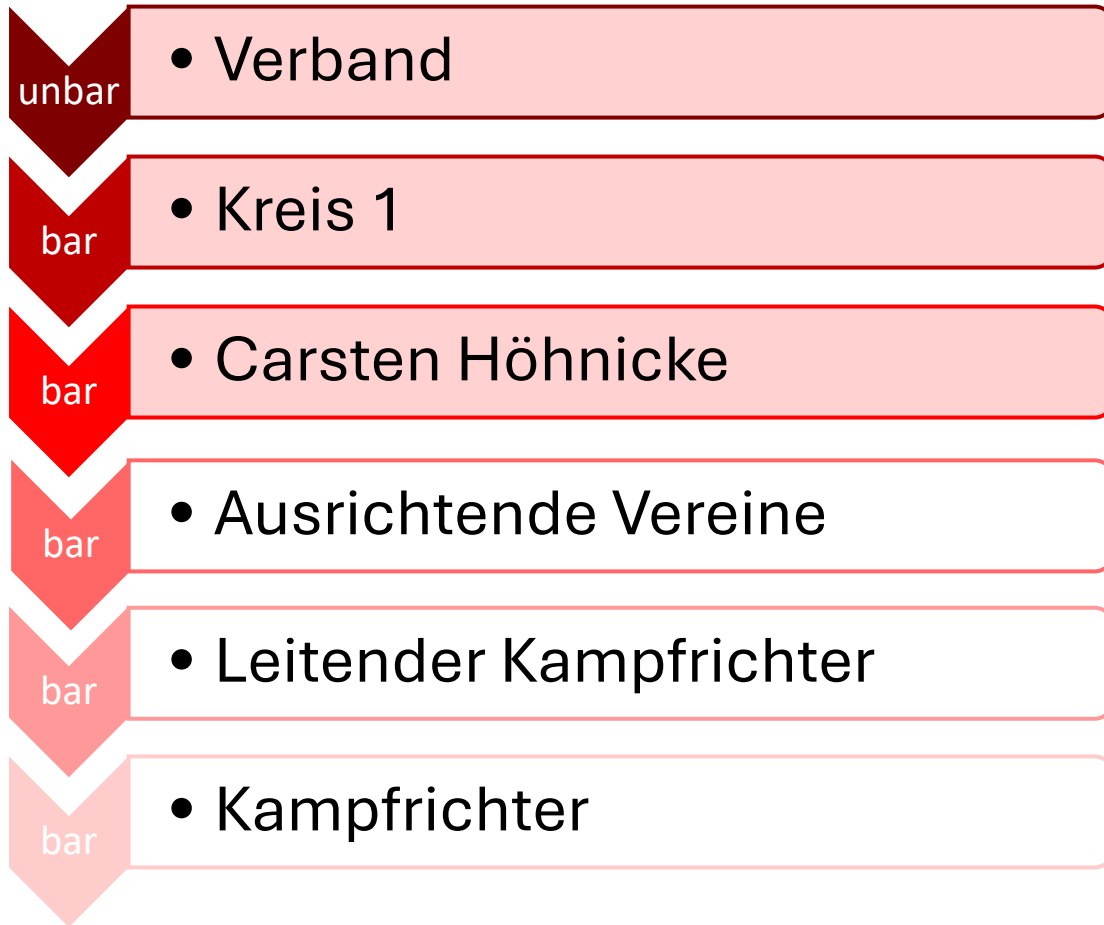 unbar
• Verband
bar
• Kreis 1
bar
• Carsten Höhnicke
bar
• Ausrichtende Vereine
bar
• Leitender Kampfrichter
bar
• Kampfrichter